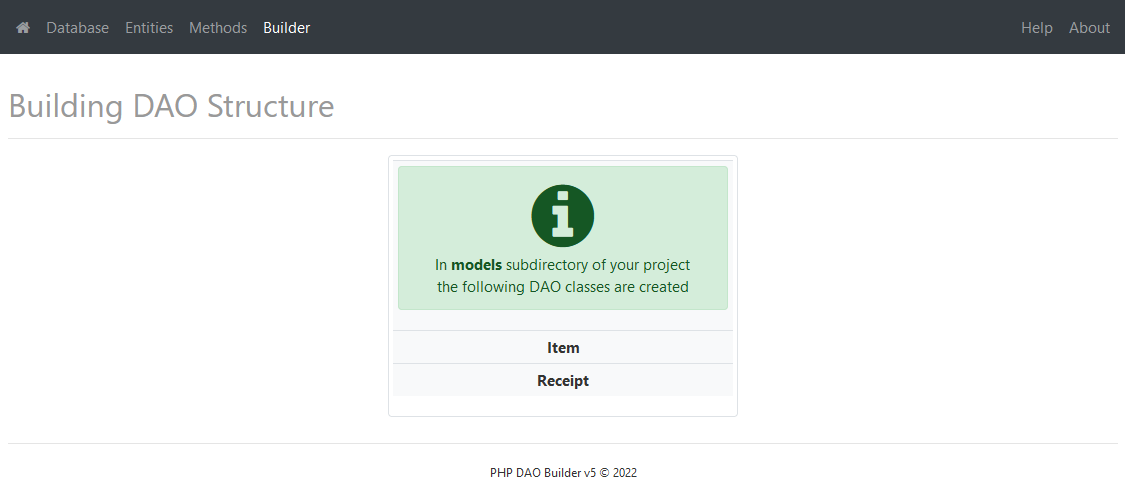 Database Entities Methods Builder Help About
Building DAO Structure
In models subdirectory of your project
the following DAO classes are created
Item
Receipt
PHP DAO Builder v5 © 2022